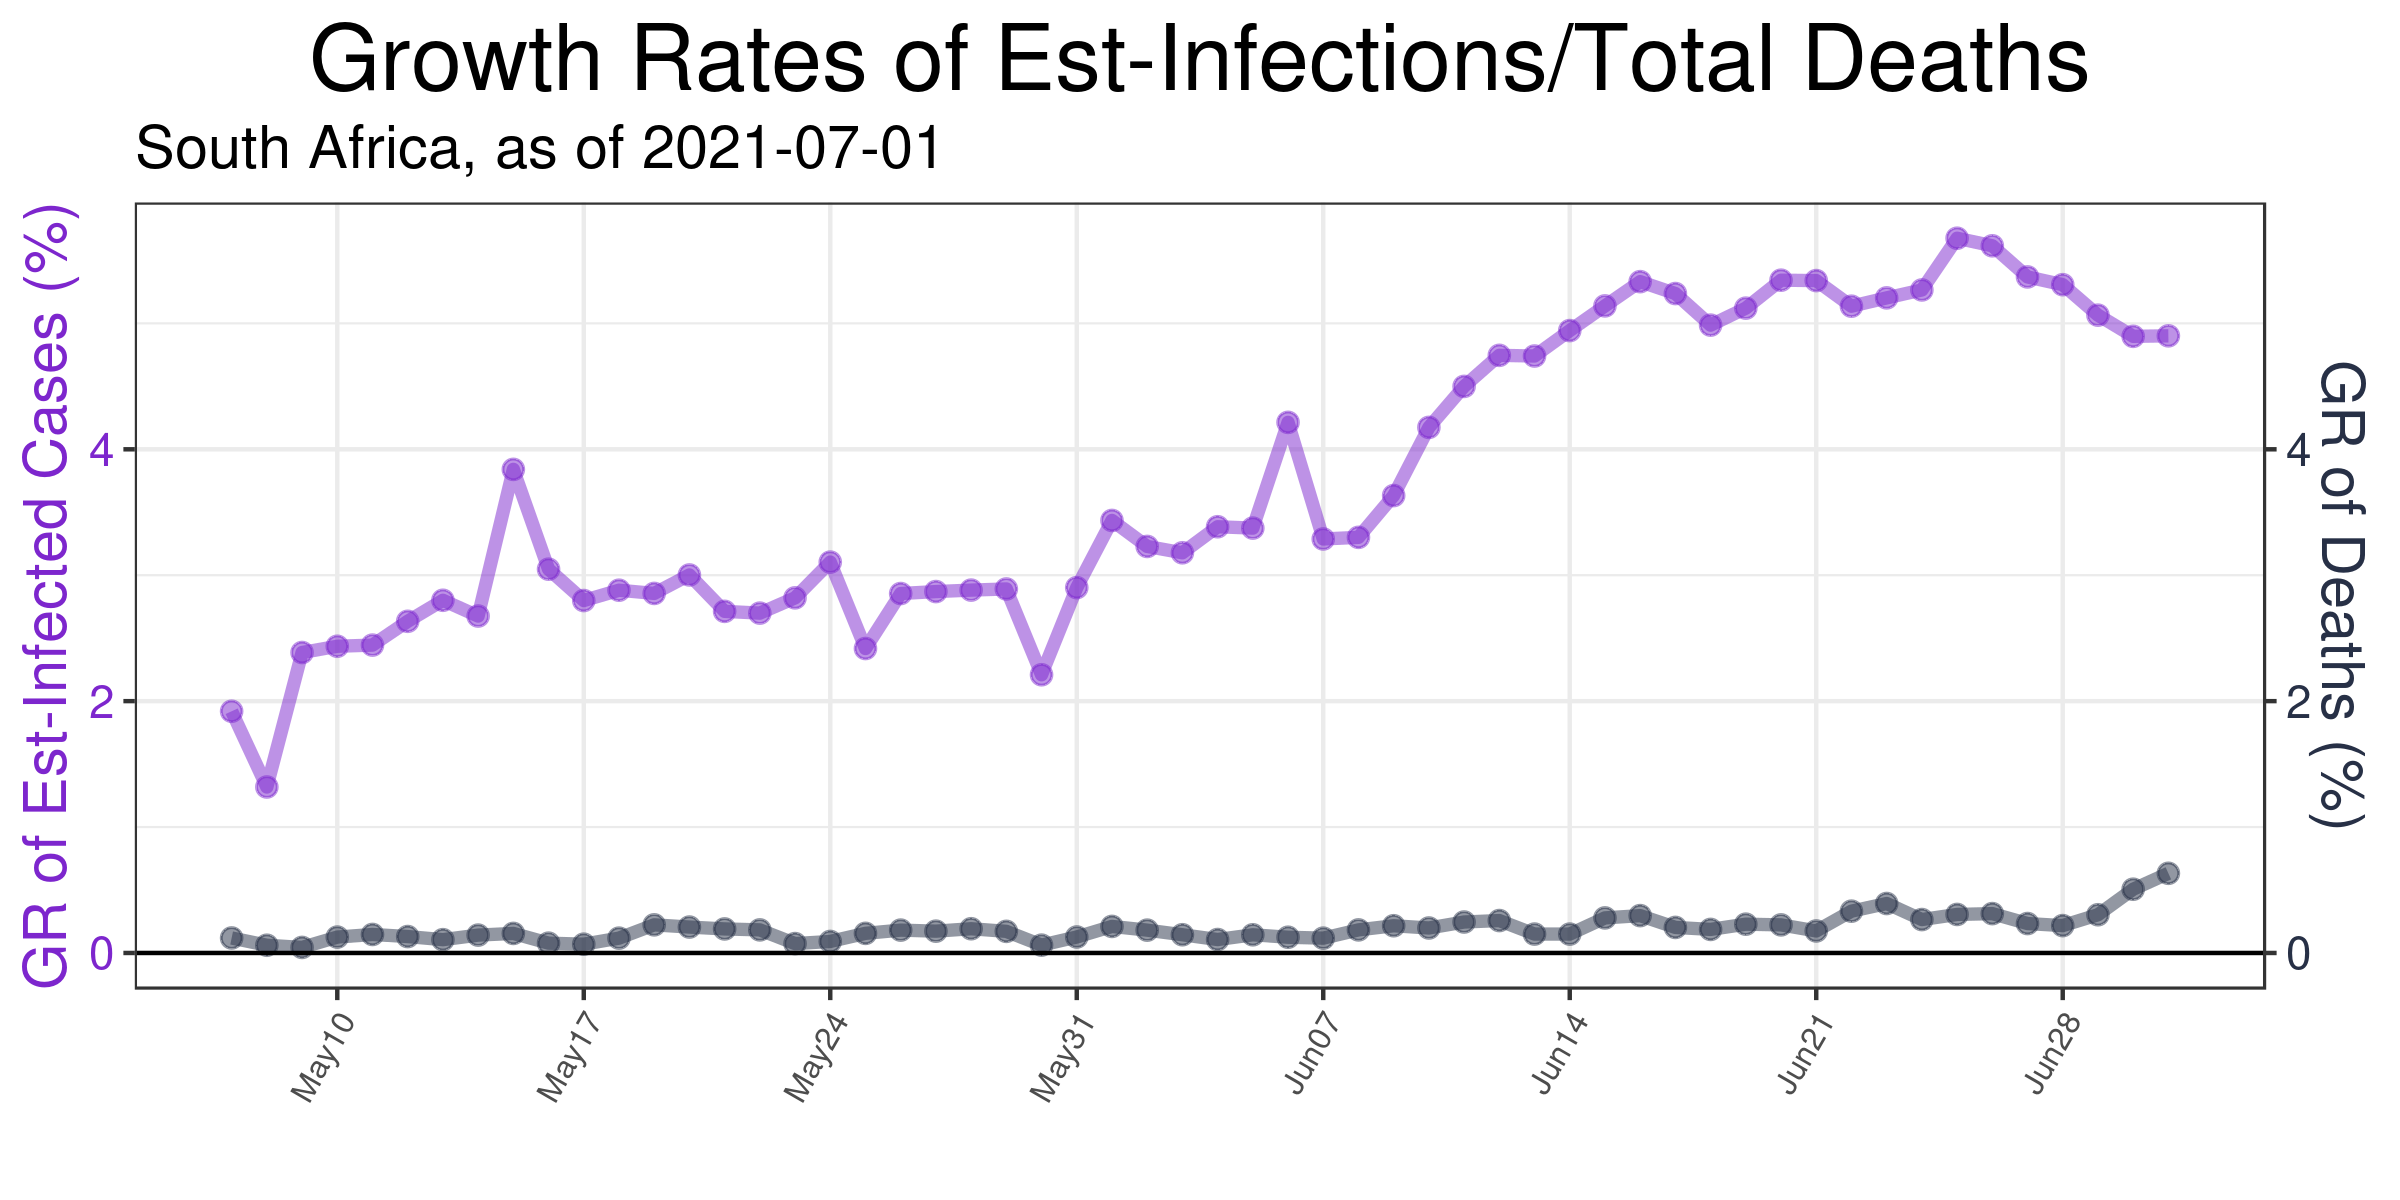 Growth Rates of Est-Infections/Total Deaths
South Africa, as of 2021-07-01
GR of Est-Infected Cases (%)
4
2
0
4
2
0
GR of Deaths (%)
May10
May17
May24
May31
Jun07
Jun14
Jun21
Jun28